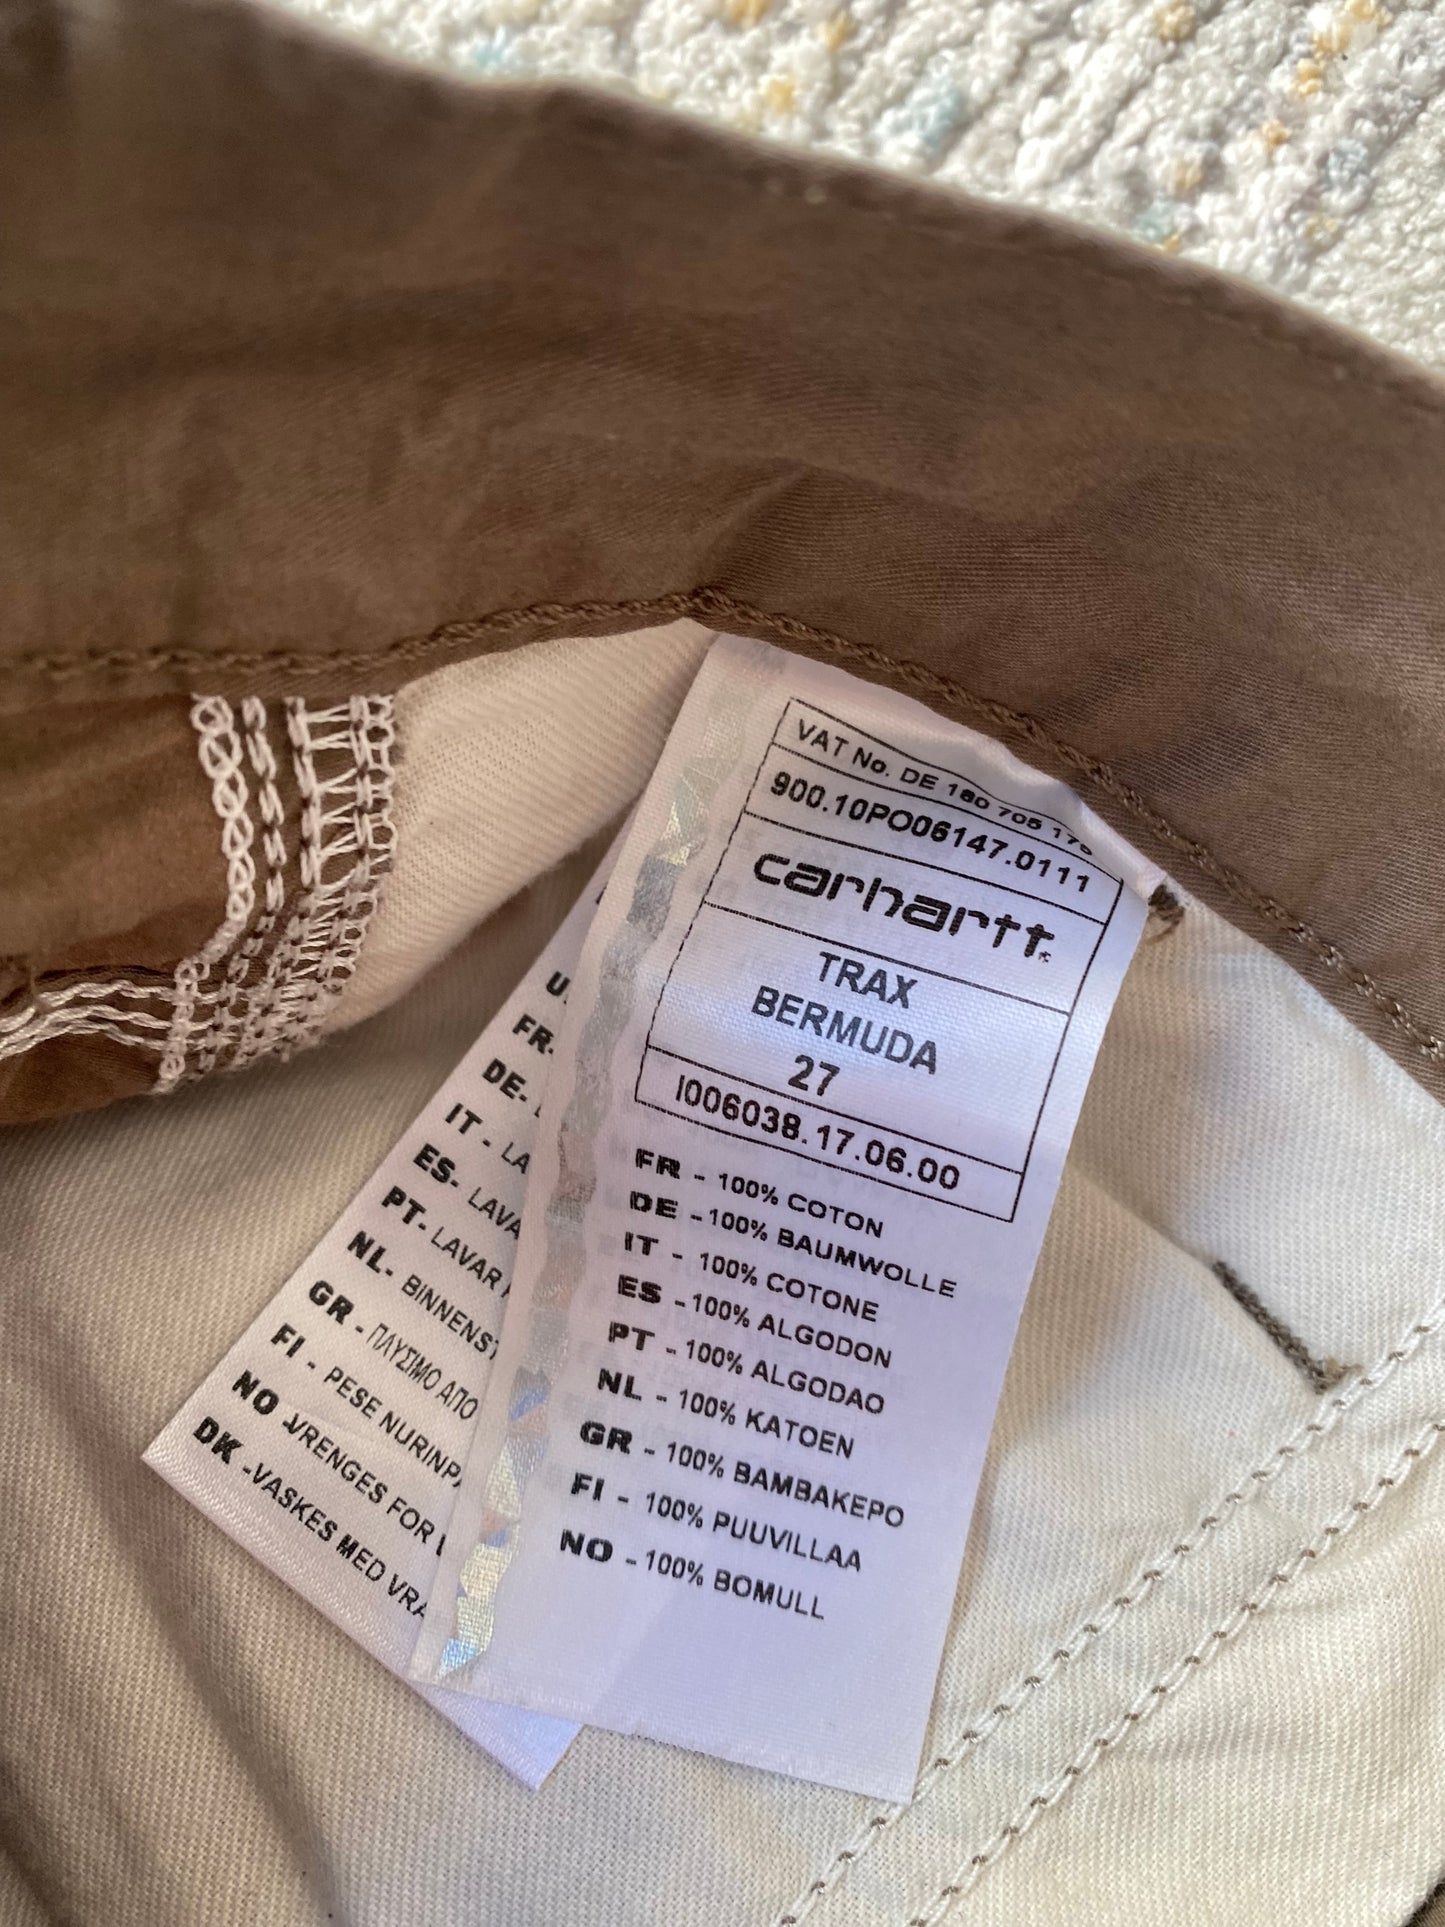 VAT No. DE 180 705 175
900.10PO06147.0111
carhartt.
TRAX
BERMUDA
27
I006038.17.06.00
FR - 100% COTON
DE - 100% BAUMWOLLE
IT - 100% COTONE
ES - 100% ALGODON
PT - 100% ALGODAO
NL - 100% KATOEN
GR - 100% BAMBAKEPO
FI - 100% PUUVILLAA
NO - 100% BOMULL
FR-
DE-
IT - LA
ES- LAVA
PT- LAVAR
NL- BINNENST
GR - ΠΛΥΣΙΜΟ ΑΠΟ
FI - PESE NURINP
NO -VRENGES FOR
DK -VASKES MED VRA